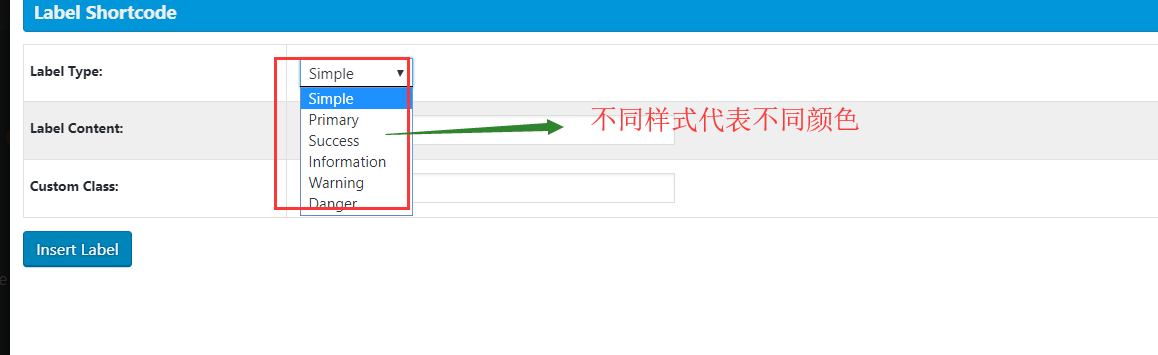 Label Shortcode
Label Type:
Simple
Simple
Primary
Success
Information
Warning
Danger
不同样式代表不同颜色
Label Content:
Custom Class:
Insert Label
e